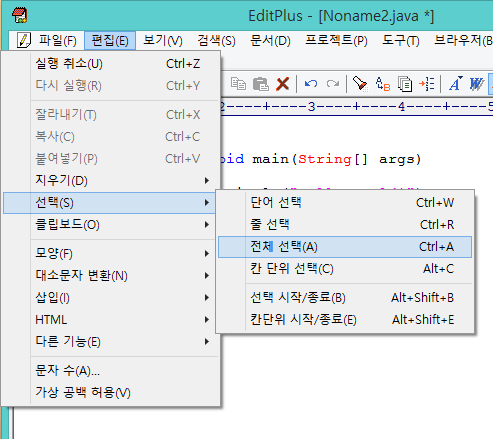 EditPlus - [Noname2.java *]
파일(F) 편집(E) 보기(V) 검색(S) 문서(D) 프로젝트(P) 도구(T) 브라우저(B
실행 취소(U) Ctrl+Z
다시 실행(R) Ctrl+Y
잘라내기(T) Ctrl+X
복사(C) Ctrl+C
붙여넣기(P) Ctrl+V
지우기(D)
선택(S)
클립보드(O)
모양(F)
대소문자 변환(N)
삽입(I)
HTML
다른 기능(E)
문자 수(A)...
가상 공백 허용(V)
2----+----3----+----4----+----5
oid main(String[] args)
단어 선택 Ctrl+W
줄 선택 Ctrl+R
전체 선택(A) Ctrl+A
칸 단위 선택(C) Alt+C
선택 시작/종료(B) Alt+Shift+B
칸단위 시작/종료(E) Alt+Shift+E